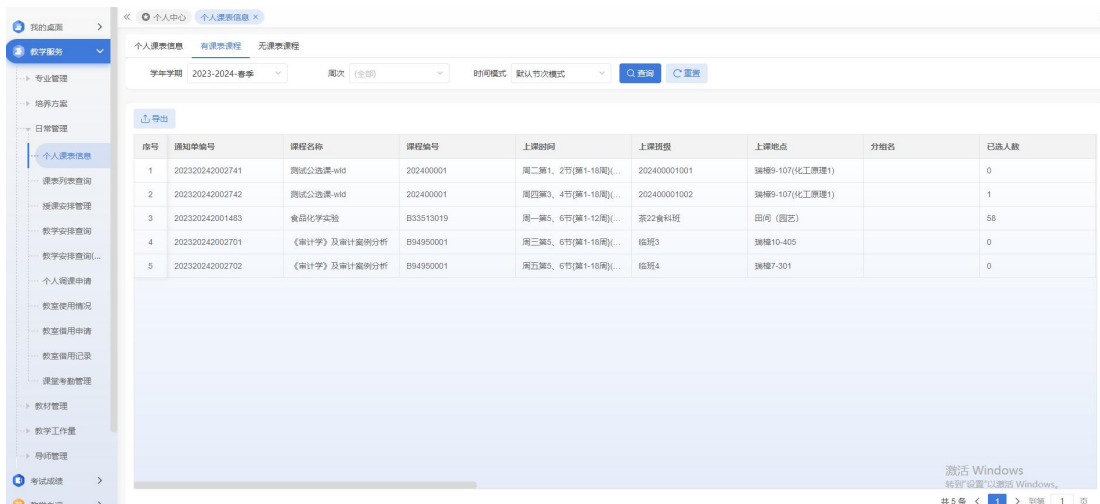 我的桌面
教学服务
专业管理
培养方案
日常管理
个人课表信息
课表列表查询
授课安排管理
教学安排查询
教学安排查询(...
个人调课申请
教室使用情况
教室借用申请
教室借用记录
课堂考勤管理
教材管理
教学工作量
导师管理
考试成绩
个人中心 个人课表信息 ×
个人课表信息 有课表课程 无课表课程
学年学期 2023-2024-春季 周次 (全部) 时间模式 默认节次模式 查询 重置
导出
序号 通知单编号 课程名称 课程编号 上课时间 上课班级 上课地点 分组名 已选人数
1 202320242002741 测试公选课-wld 202400001 周二第1，2节{第1-18周}(... 202400001001 瑞樟9-107(化工原理1) 0
2 202320242002742 测试公选课-wld 202400001 周四第3，4节{第1-18周}(... 202400001002 瑞樟9-107(化工原理1) 1
3 202320242001483 食品化学实验 B33513019 周一第5，6节{第1-12周}(... 茶22食科班 田间（园艺） 58
4 202320242002701 《审计学》及审计案例分析 B94950001 周三第5，6节{第1-18周}(... 临班3 瑞樟10-405 0
5 202320242002702 《审计学》及审计案例分析 B94950001 周五第5，6节{第1-18周}(... 临班4 瑞樟7-301 0
激活 Windows
转到"设置"以激活 Windows。
共 5 条 1 到第 1 页